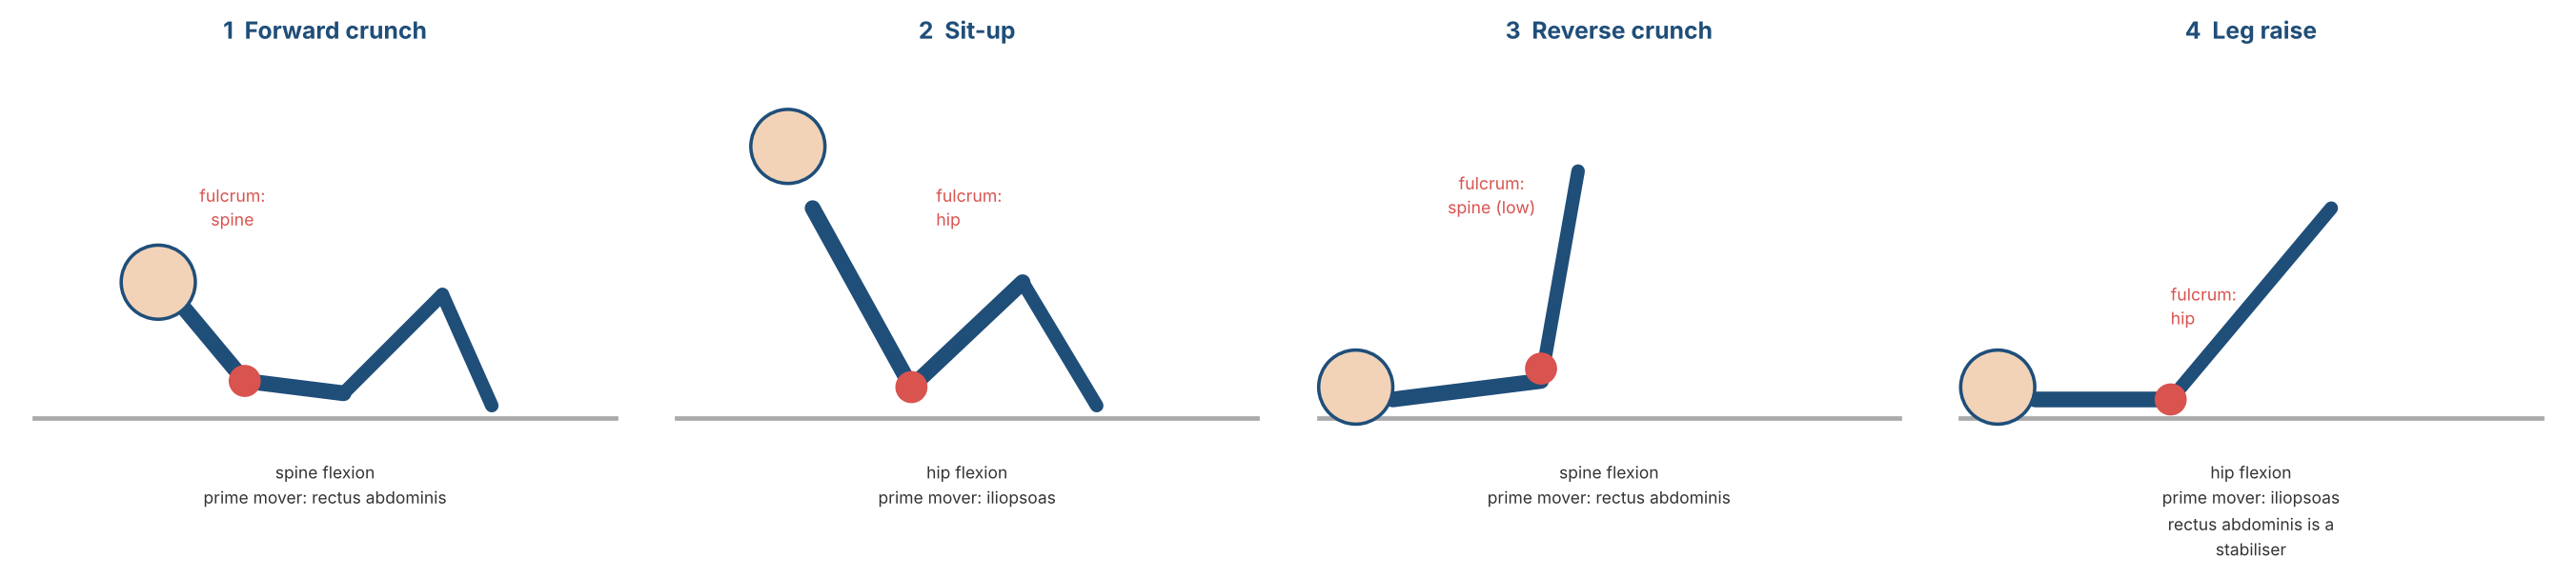 1 Forward crunch
fulcrum:
spine
spine flexion
prime mover: rectus abdominis
2 Sit-up
fulcrum:
hip
hip flexion
prime mover: iliopsoas
3 Reverse crunch
fulcrum:
spine (low)
spine flexion
prime mover: rectus abdominis
4 Leg raise
fulcrum:
hip
hip flexion
prime mover: iliopsoas
rectus abdominis is a
stabiliser